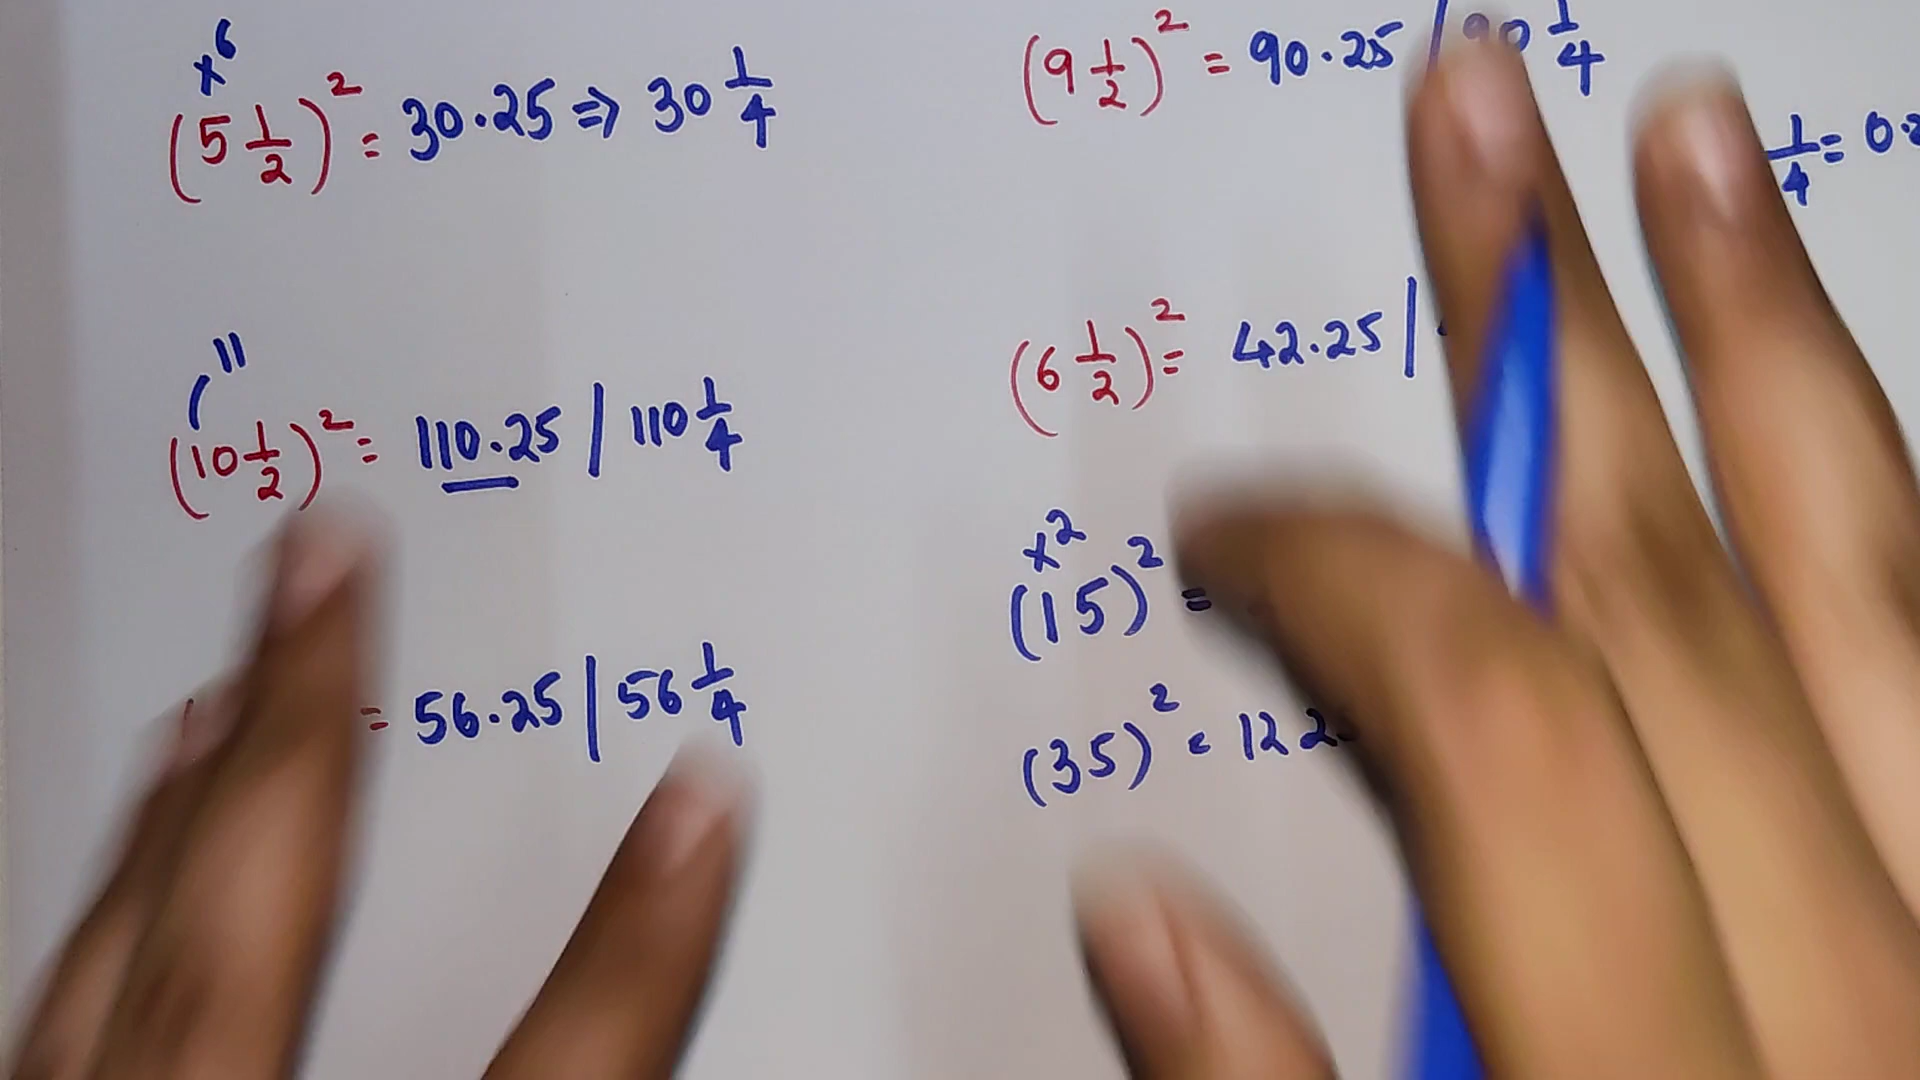 x6
(5 1/2)² = 30.25 ⇒ 30 1/4
11
(10 1/2)² = 110.25 / 110 1/4
= 56.25 | 56 1/4
(9 1/2)² = 90.25 / 90 1/4
1/4 = 0.
(6 1/2)² = 42.25 |
x2
(15)² =
(35)² = 122